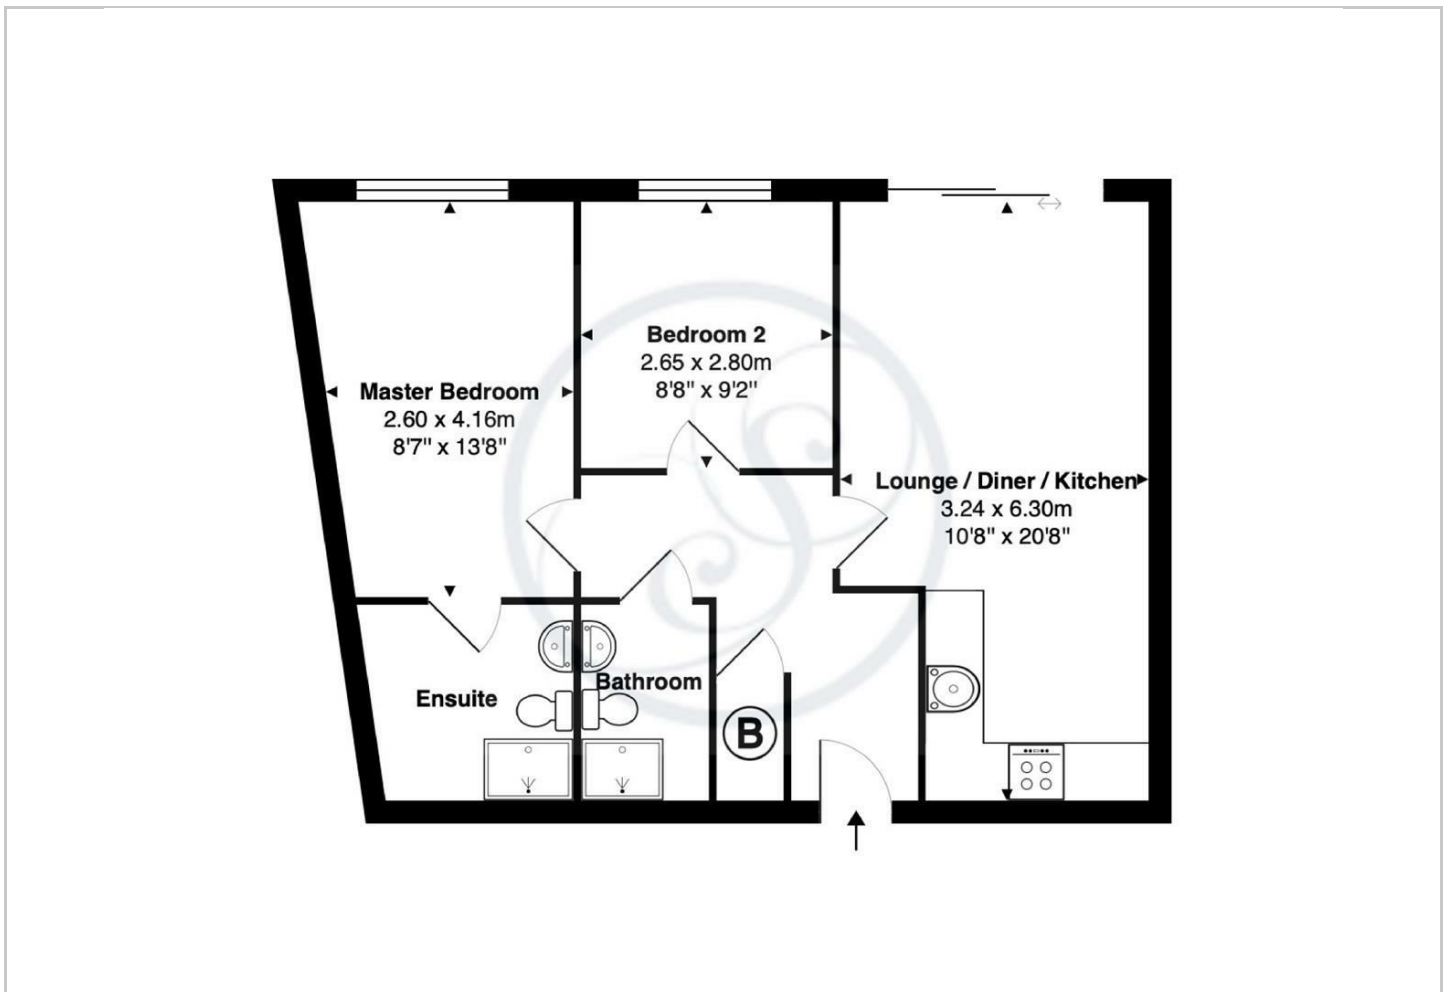 Bedroom 2
2.65 x 2.80m
8'8" x 9'2"
Master Bedroom
2.60 x 4.16m
8'7" x 13'8"
Lounge / Diner / Kitchen
3.24 x 6.30m
10'8" x 20'8"
Ensuite
Bathroom
B